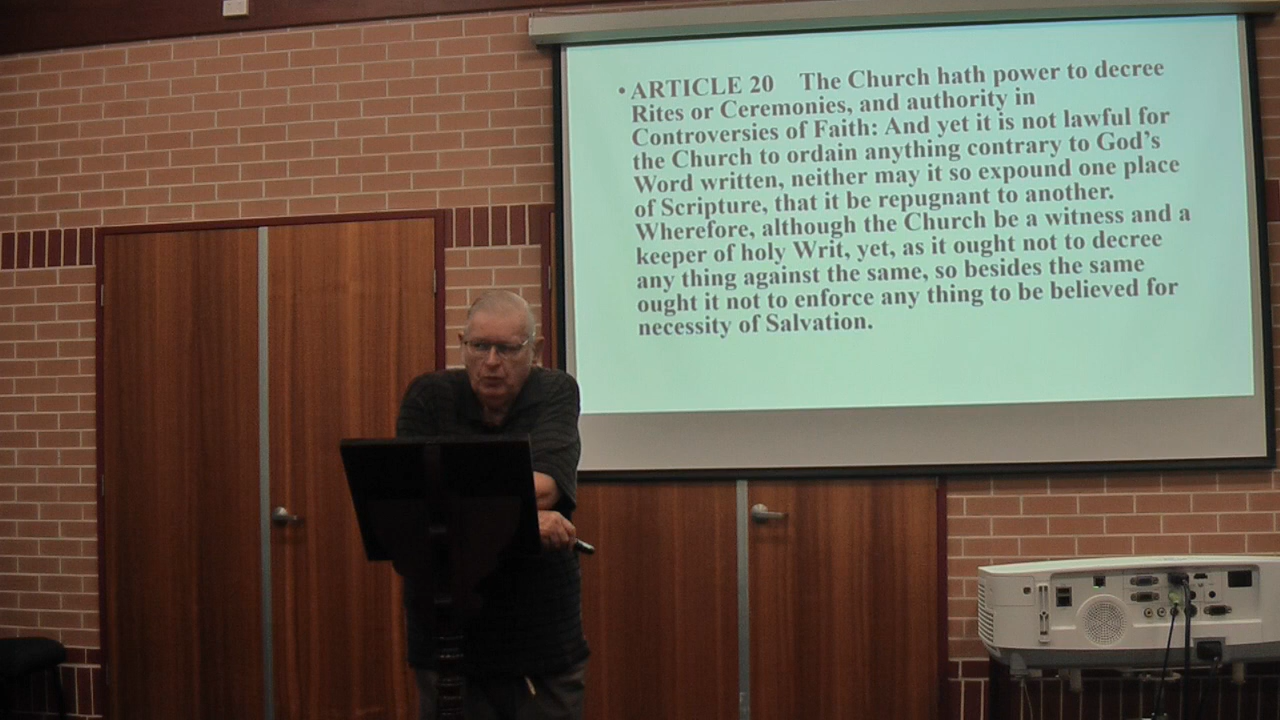 • ARTICLE 20 The Church hath power to decree
Rites or Ceremonies, and authority in
Controversies of Faith: And yet it is not lawful for
the Church to ordain anything contrary to God's
Word written, neither may it so expound one place
of Scripture, that it be repugnant to another.
Wherefore, although the Church be a witness and a
keeper of holy Writ, yet, as it ought not to decree
any thing against the same, so besides the same
ought it not to enforce any thing to be believed for
necessity of Salvation.